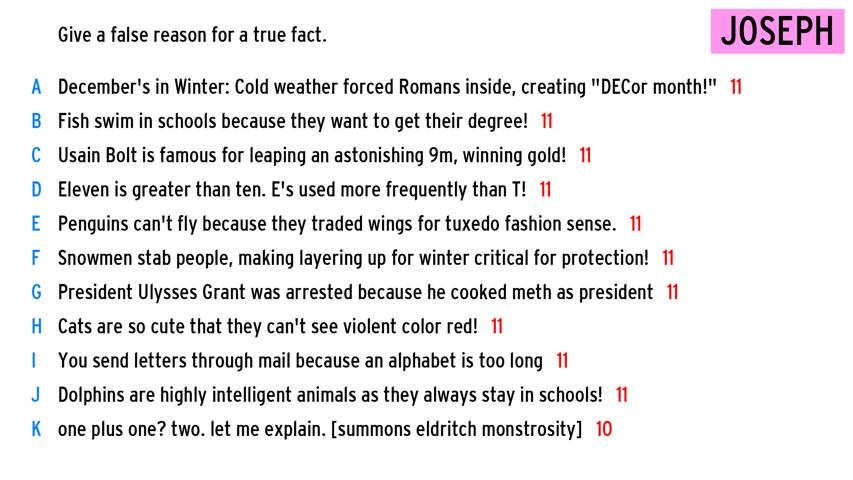 Give a false reason for a true fact.
JOSEPH
A December's in Winter: Cold weather forced Romans inside, creating "DECor month!" 11
B Fish swim in schools because they want to get their degree! 11
C Usain Bolt is famous for leaping an astonishing 9m, winning gold! 11
D Eleven is greater than ten. E's used more frequently than T! 11
E Penguins can't fly because they traded wings for tuxedo fashion sense. 11
F Snowmen stab people, making layering up for winter critical for protection! 11
G President Ulysses Grant was arrested because he cooked meth as president 11
H Cats are so cute that they can't see violent color red! 11
I You send letters through mail because an alphabet is too long 11
J Dolphins are highly intelligent animals as they always stay in schools! 11
K one plus one? two. let me explain. [summons eldritch monstrosity] 10